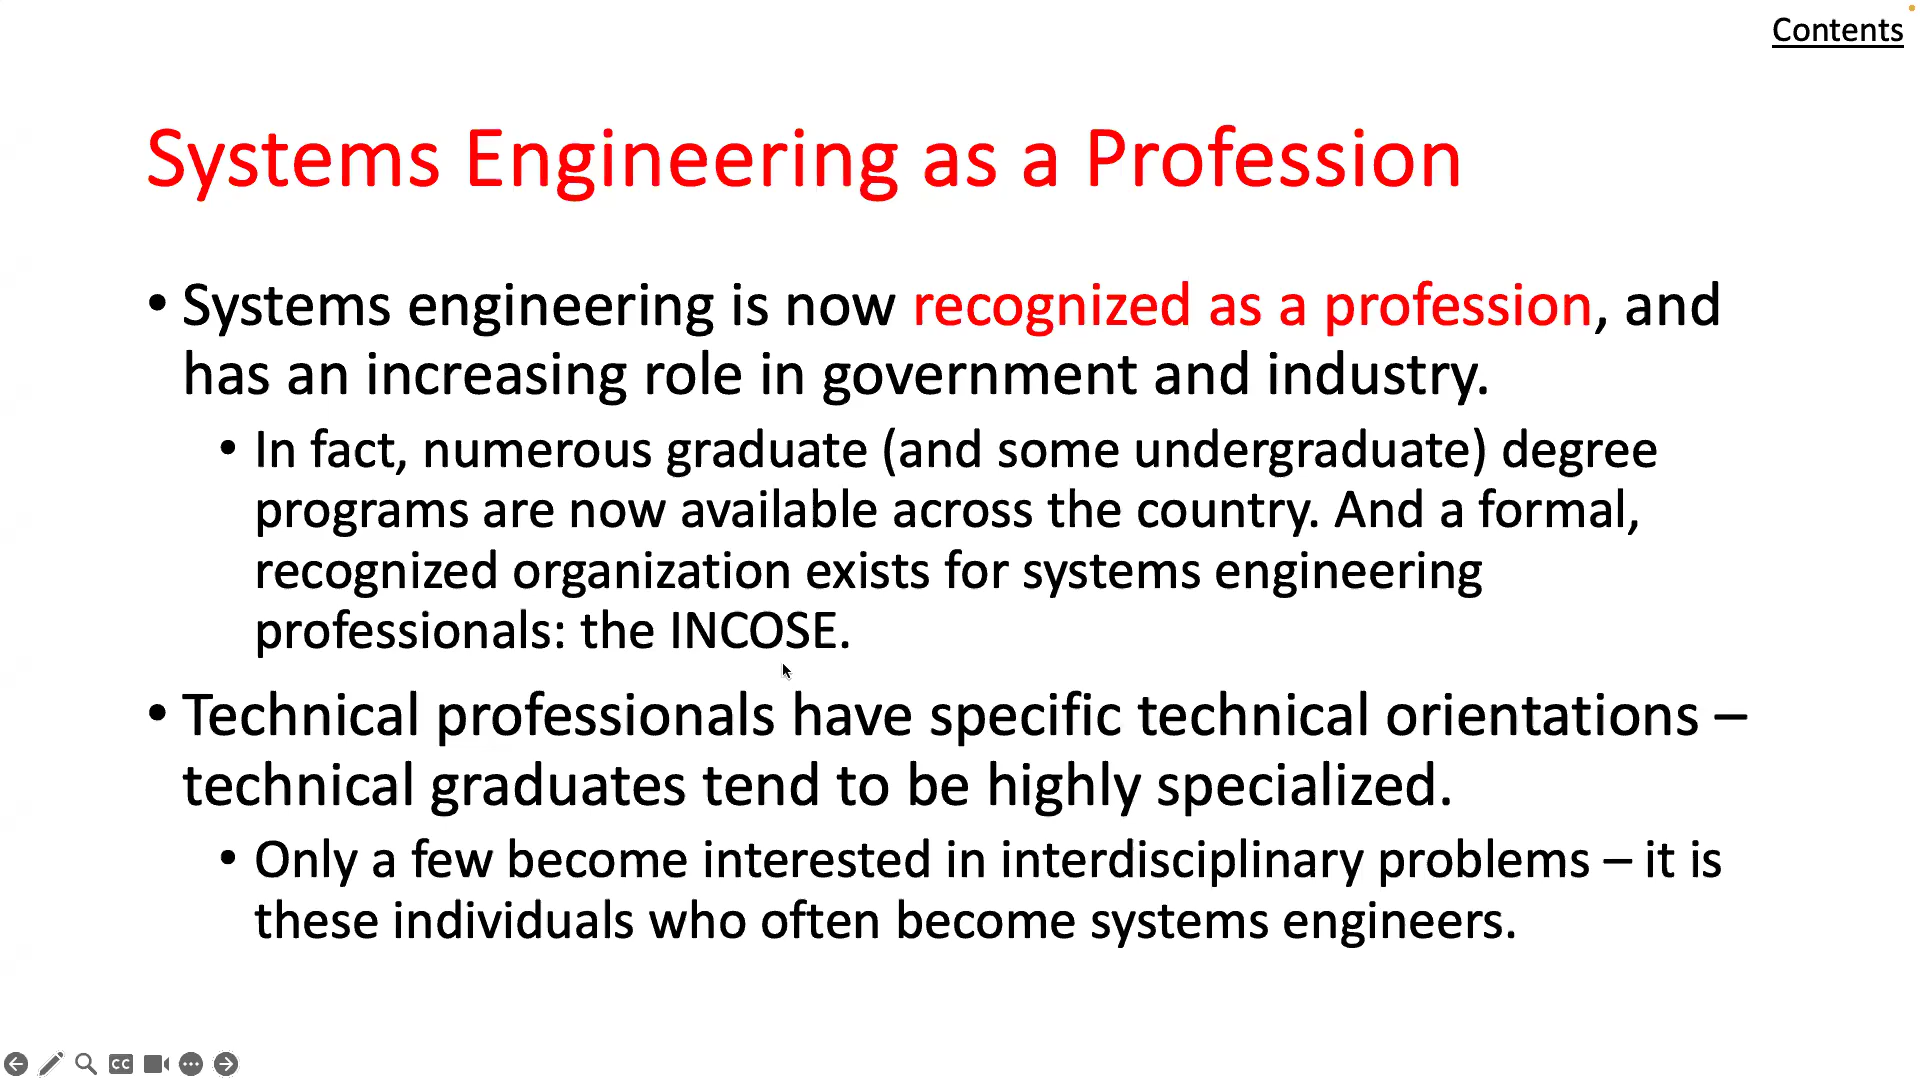 Contents
Systems Engineering as a Profession
• Systems engineering is now recognized as a profession, and
has an increasing role in government and industry.
• In fact, numerous graduate (and some undergraduate) degree
programs are now available across the country. And a formal,
recognized organization exists for systems engineering
professionals: the INCOSE.
• Technical professionals have specific technical orientations –
technical graduates tend to be highly specialized.
• Only a few become interested in interdisciplinary problems – it is
these individuals who often become systems engineers.
CC